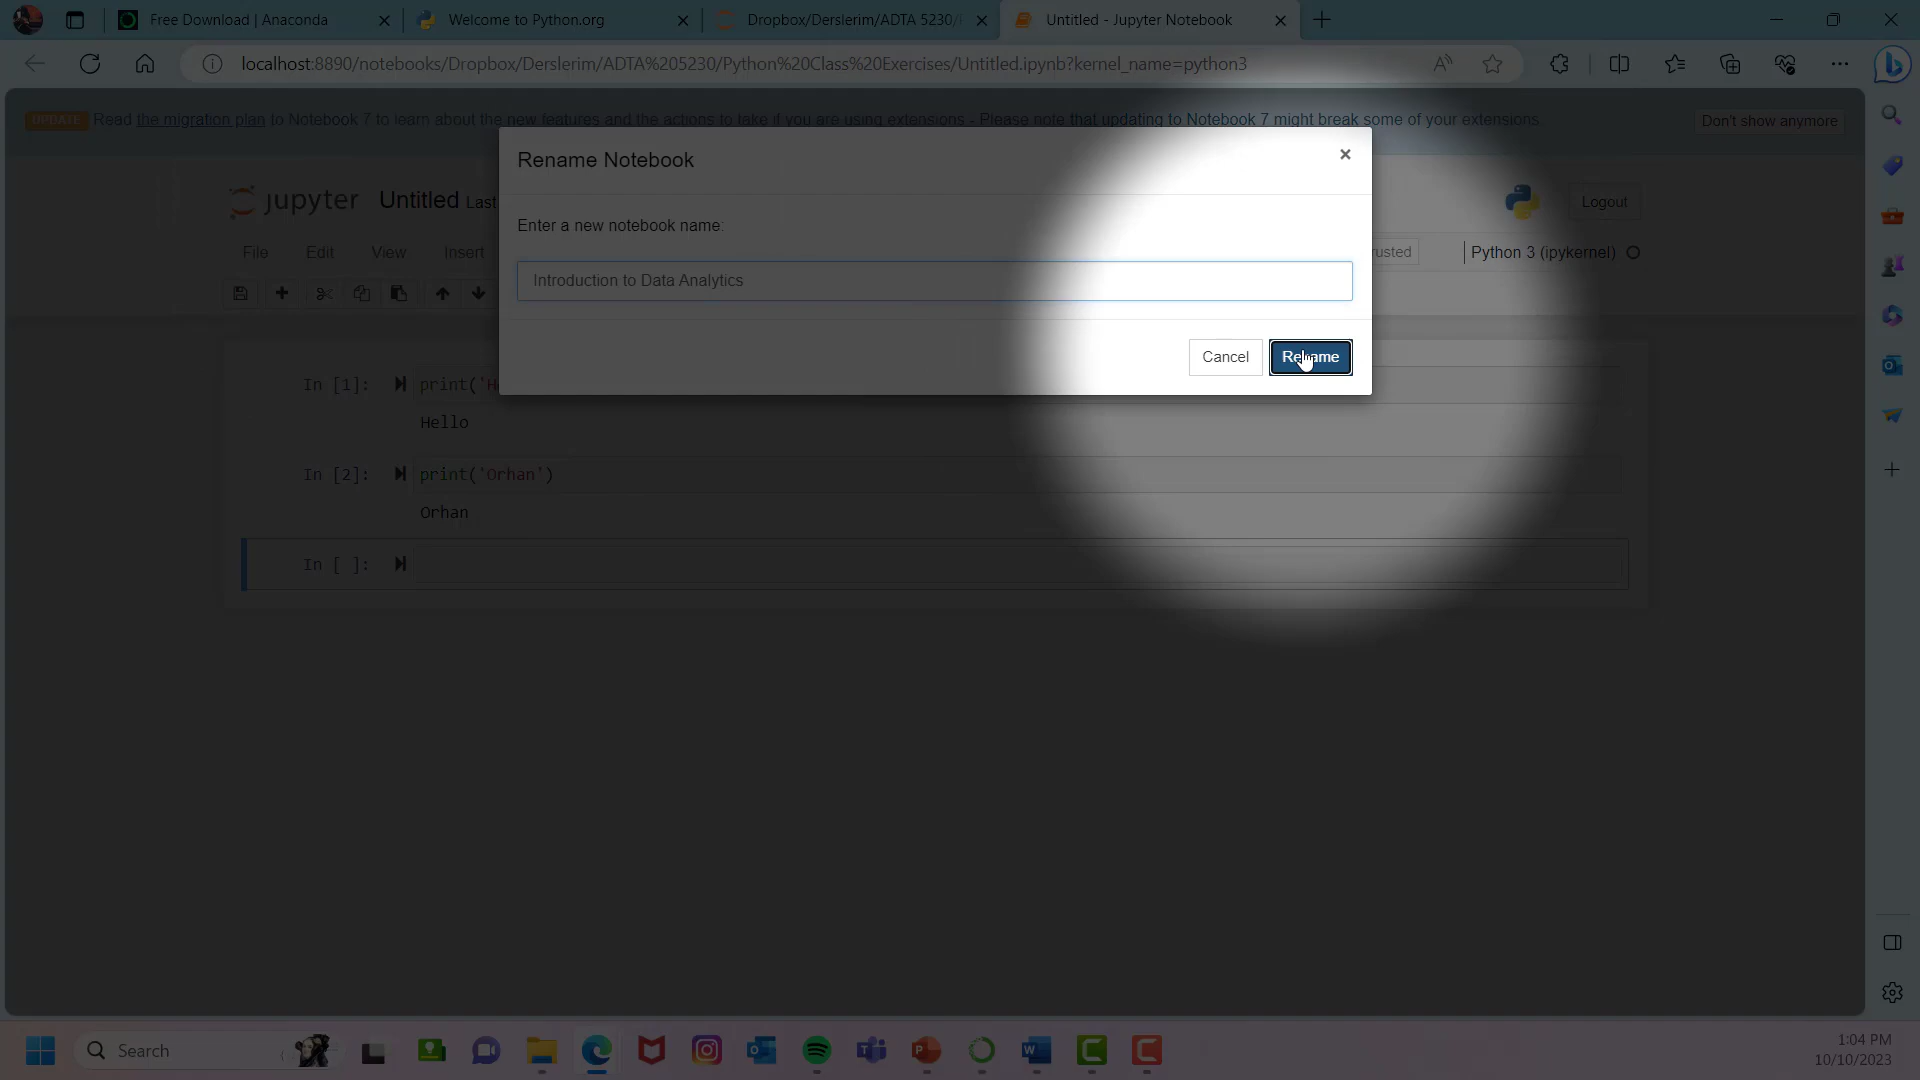 Free Download | Anaconda
Welcome to Python.org
Dropbox/Derslerim/ADTA 5230/
Untitled - Jupyter Notebook
localhost:8890/notebooks/Dropbox/Derslerim/ADTA%205230/Python%20Class%20Exercises/Untitled.ipynb?kernel_name=python3
UPDATE Read the migration plan to Notebook 7 to learn about the new features and the actions to take if you are using extensions - Please note that updating to Notebook 7 might break some of your extensions.
Don't show anymore
Rename Notebook
jupyter Untitled Last
Logout
Enter a new notebook name:
File Edit View Insert
rusted
Python 3 (ipykernel)
Introduction to Data Analytics
Cancel
Rename
In [1]: print('H
Hello
In [2]: print('Orhan')
Orhan
In [ ]:
Search
1:04 PM
10/10/2023